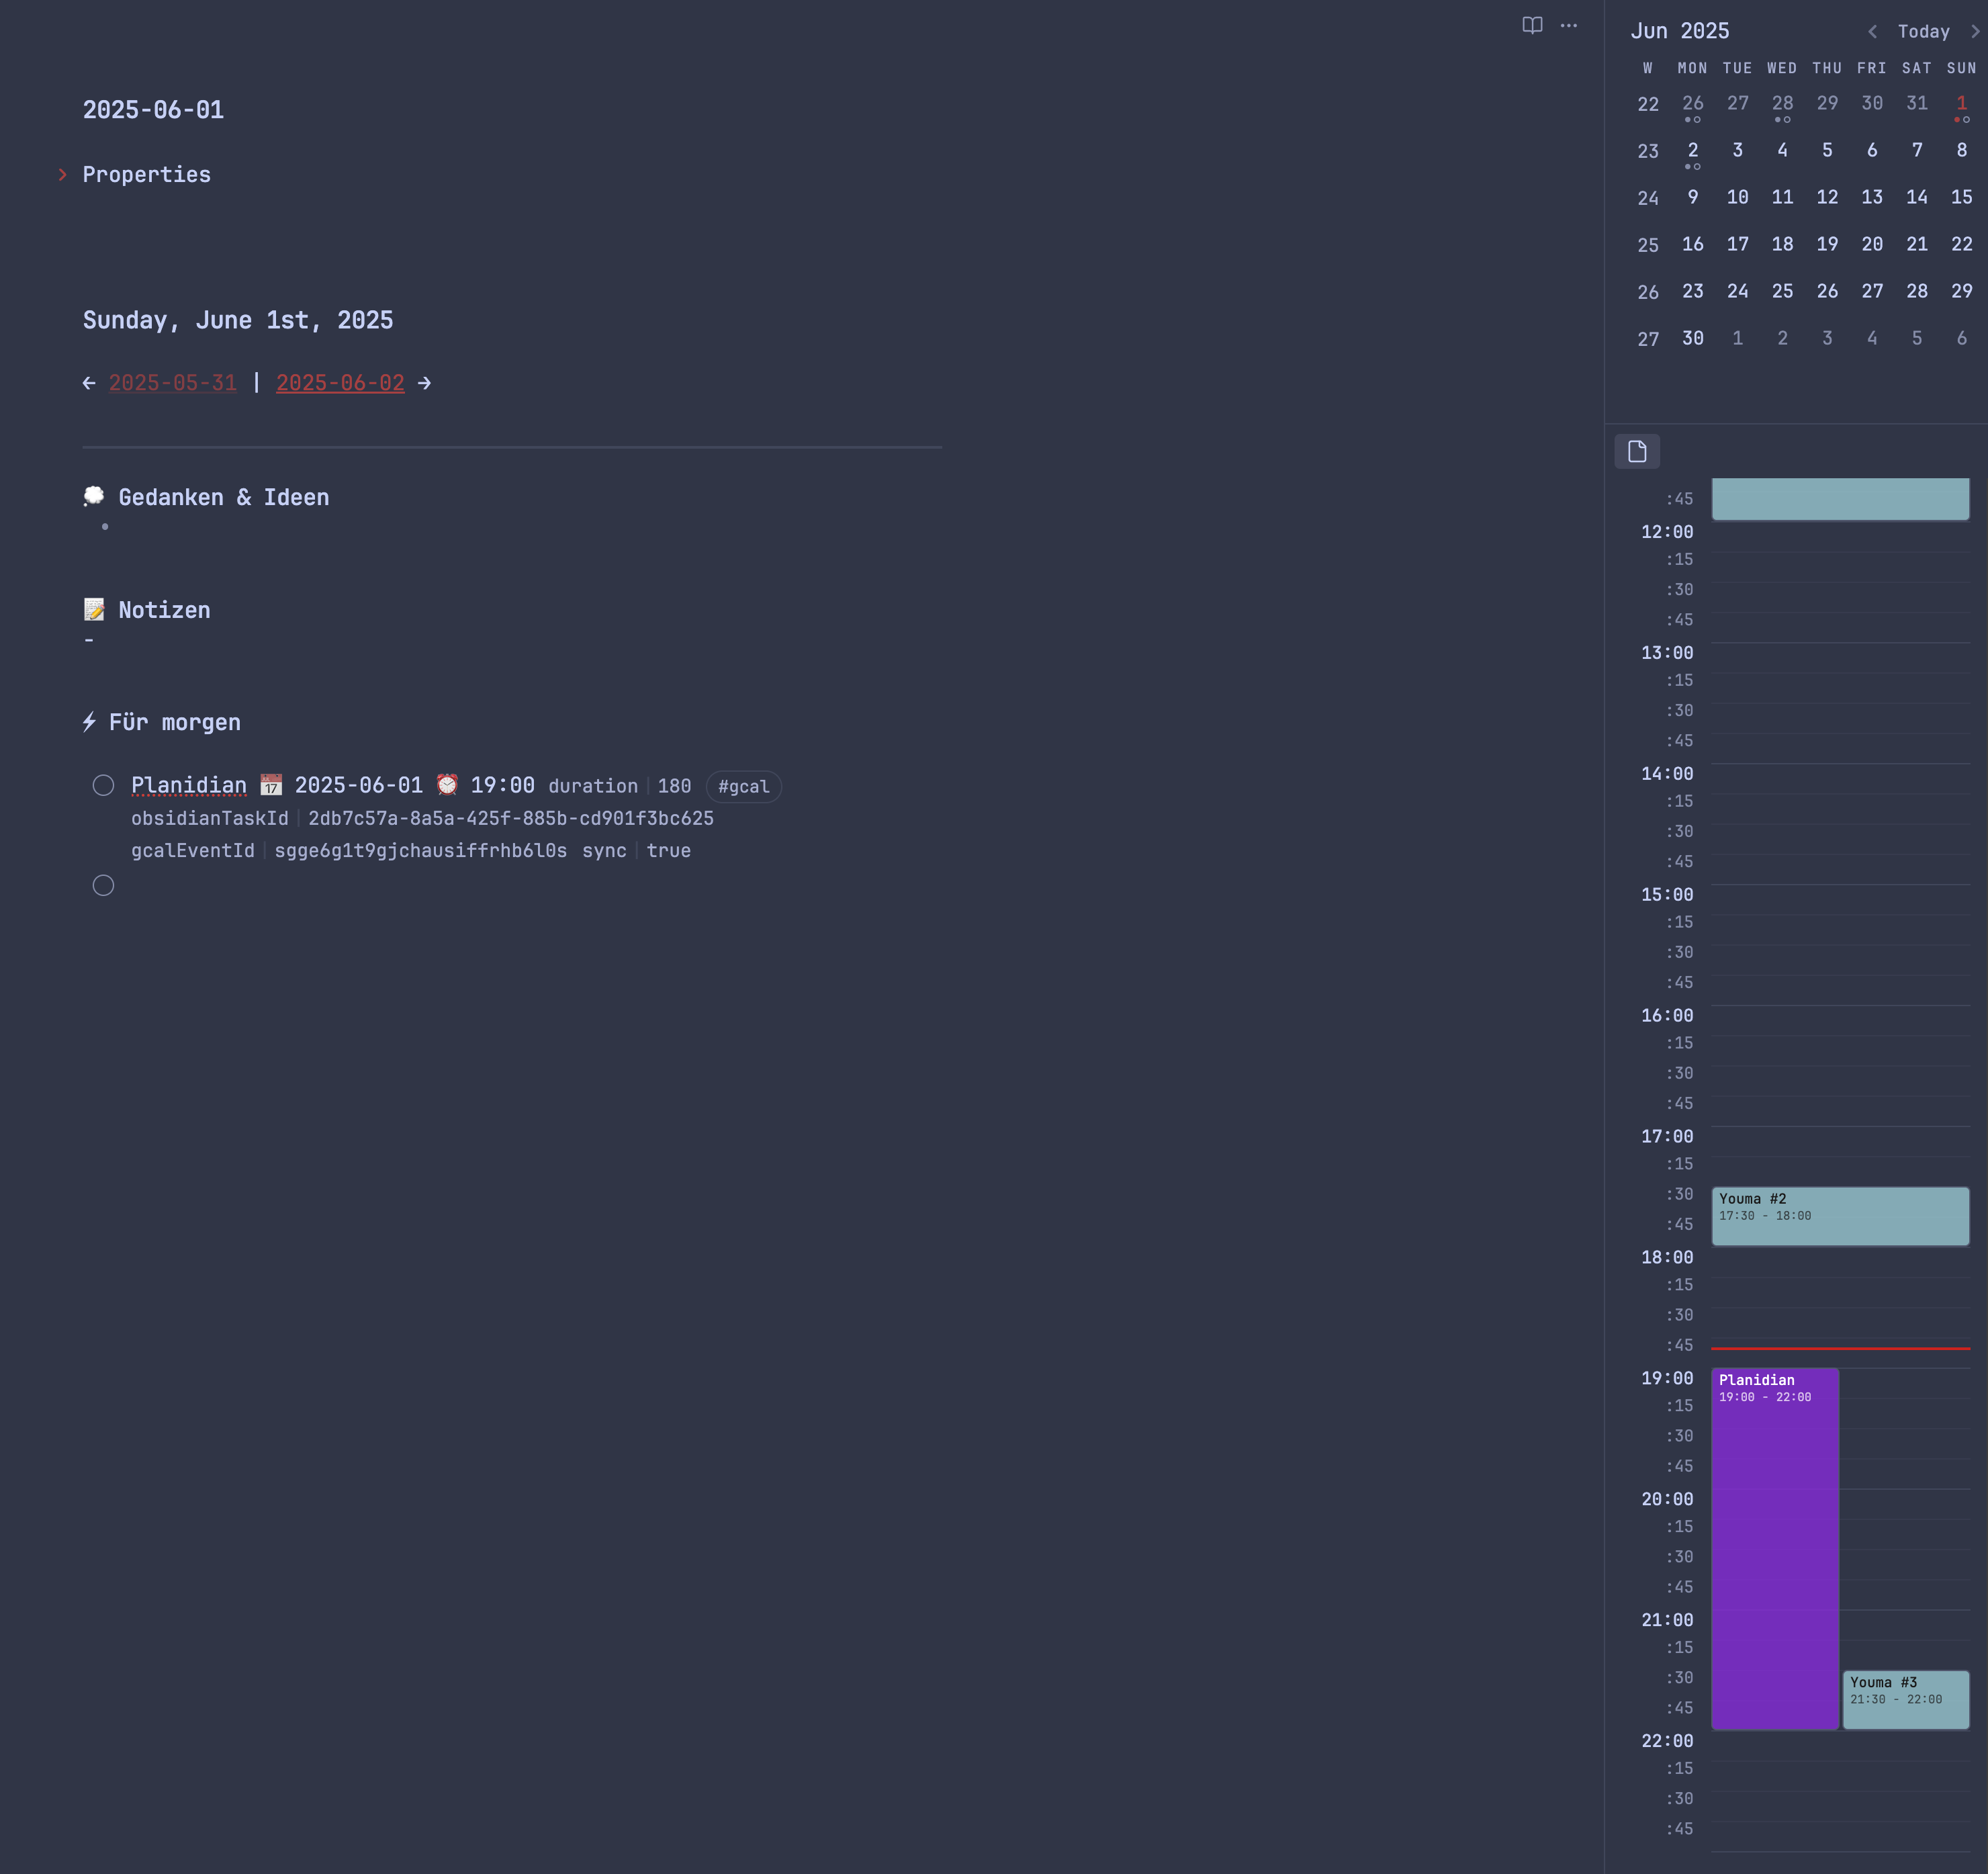 2025-06-01
Properties
Sunday, June 1st, 2025
← 2025-05-31 | 2025-06-02 →
💭 Gedanken & Ideen
📝 Notizen
-
⚡ Für morgen
Planidian 📅 2025-06-01 ⏰ 19:00 duration 180 #gcal
obsidianTaskId 2db7c57a-8a5a-425f-885b-cd901f3bc625
gcalEventId sgge6g1t9gjchausiffrhb6l0s sync true
Jun 2025 Today
W MON TUE WED THU FRI SAT SUN
22 26 27 28 29 30 31 1
23 2 3 4 5 6 7 8
24 9 10 11 12 13 14 15
25 16 17 18 19 20 21 22
26 23 24 25 26 27 28 29
27 30 1 2 3 4 5 6
:45
12:00
:15
:30
:45
13:00
:15
:30
:45
14:00
:15
:30
:45
15:00
:15
:30
:45
16:00
:15
:30
:45
17:00
:15
:30
Youma #2
17:30 - 18:00
:45
18:00
:15
:30
:45
19:00
Planidian
19:00 - 22:00
:15
:30
:45
20:00
:15
:30
:45
21:00
:15
:30
Youma #3
21:30 - 22:00
:45
22:00
:15
:30
:45